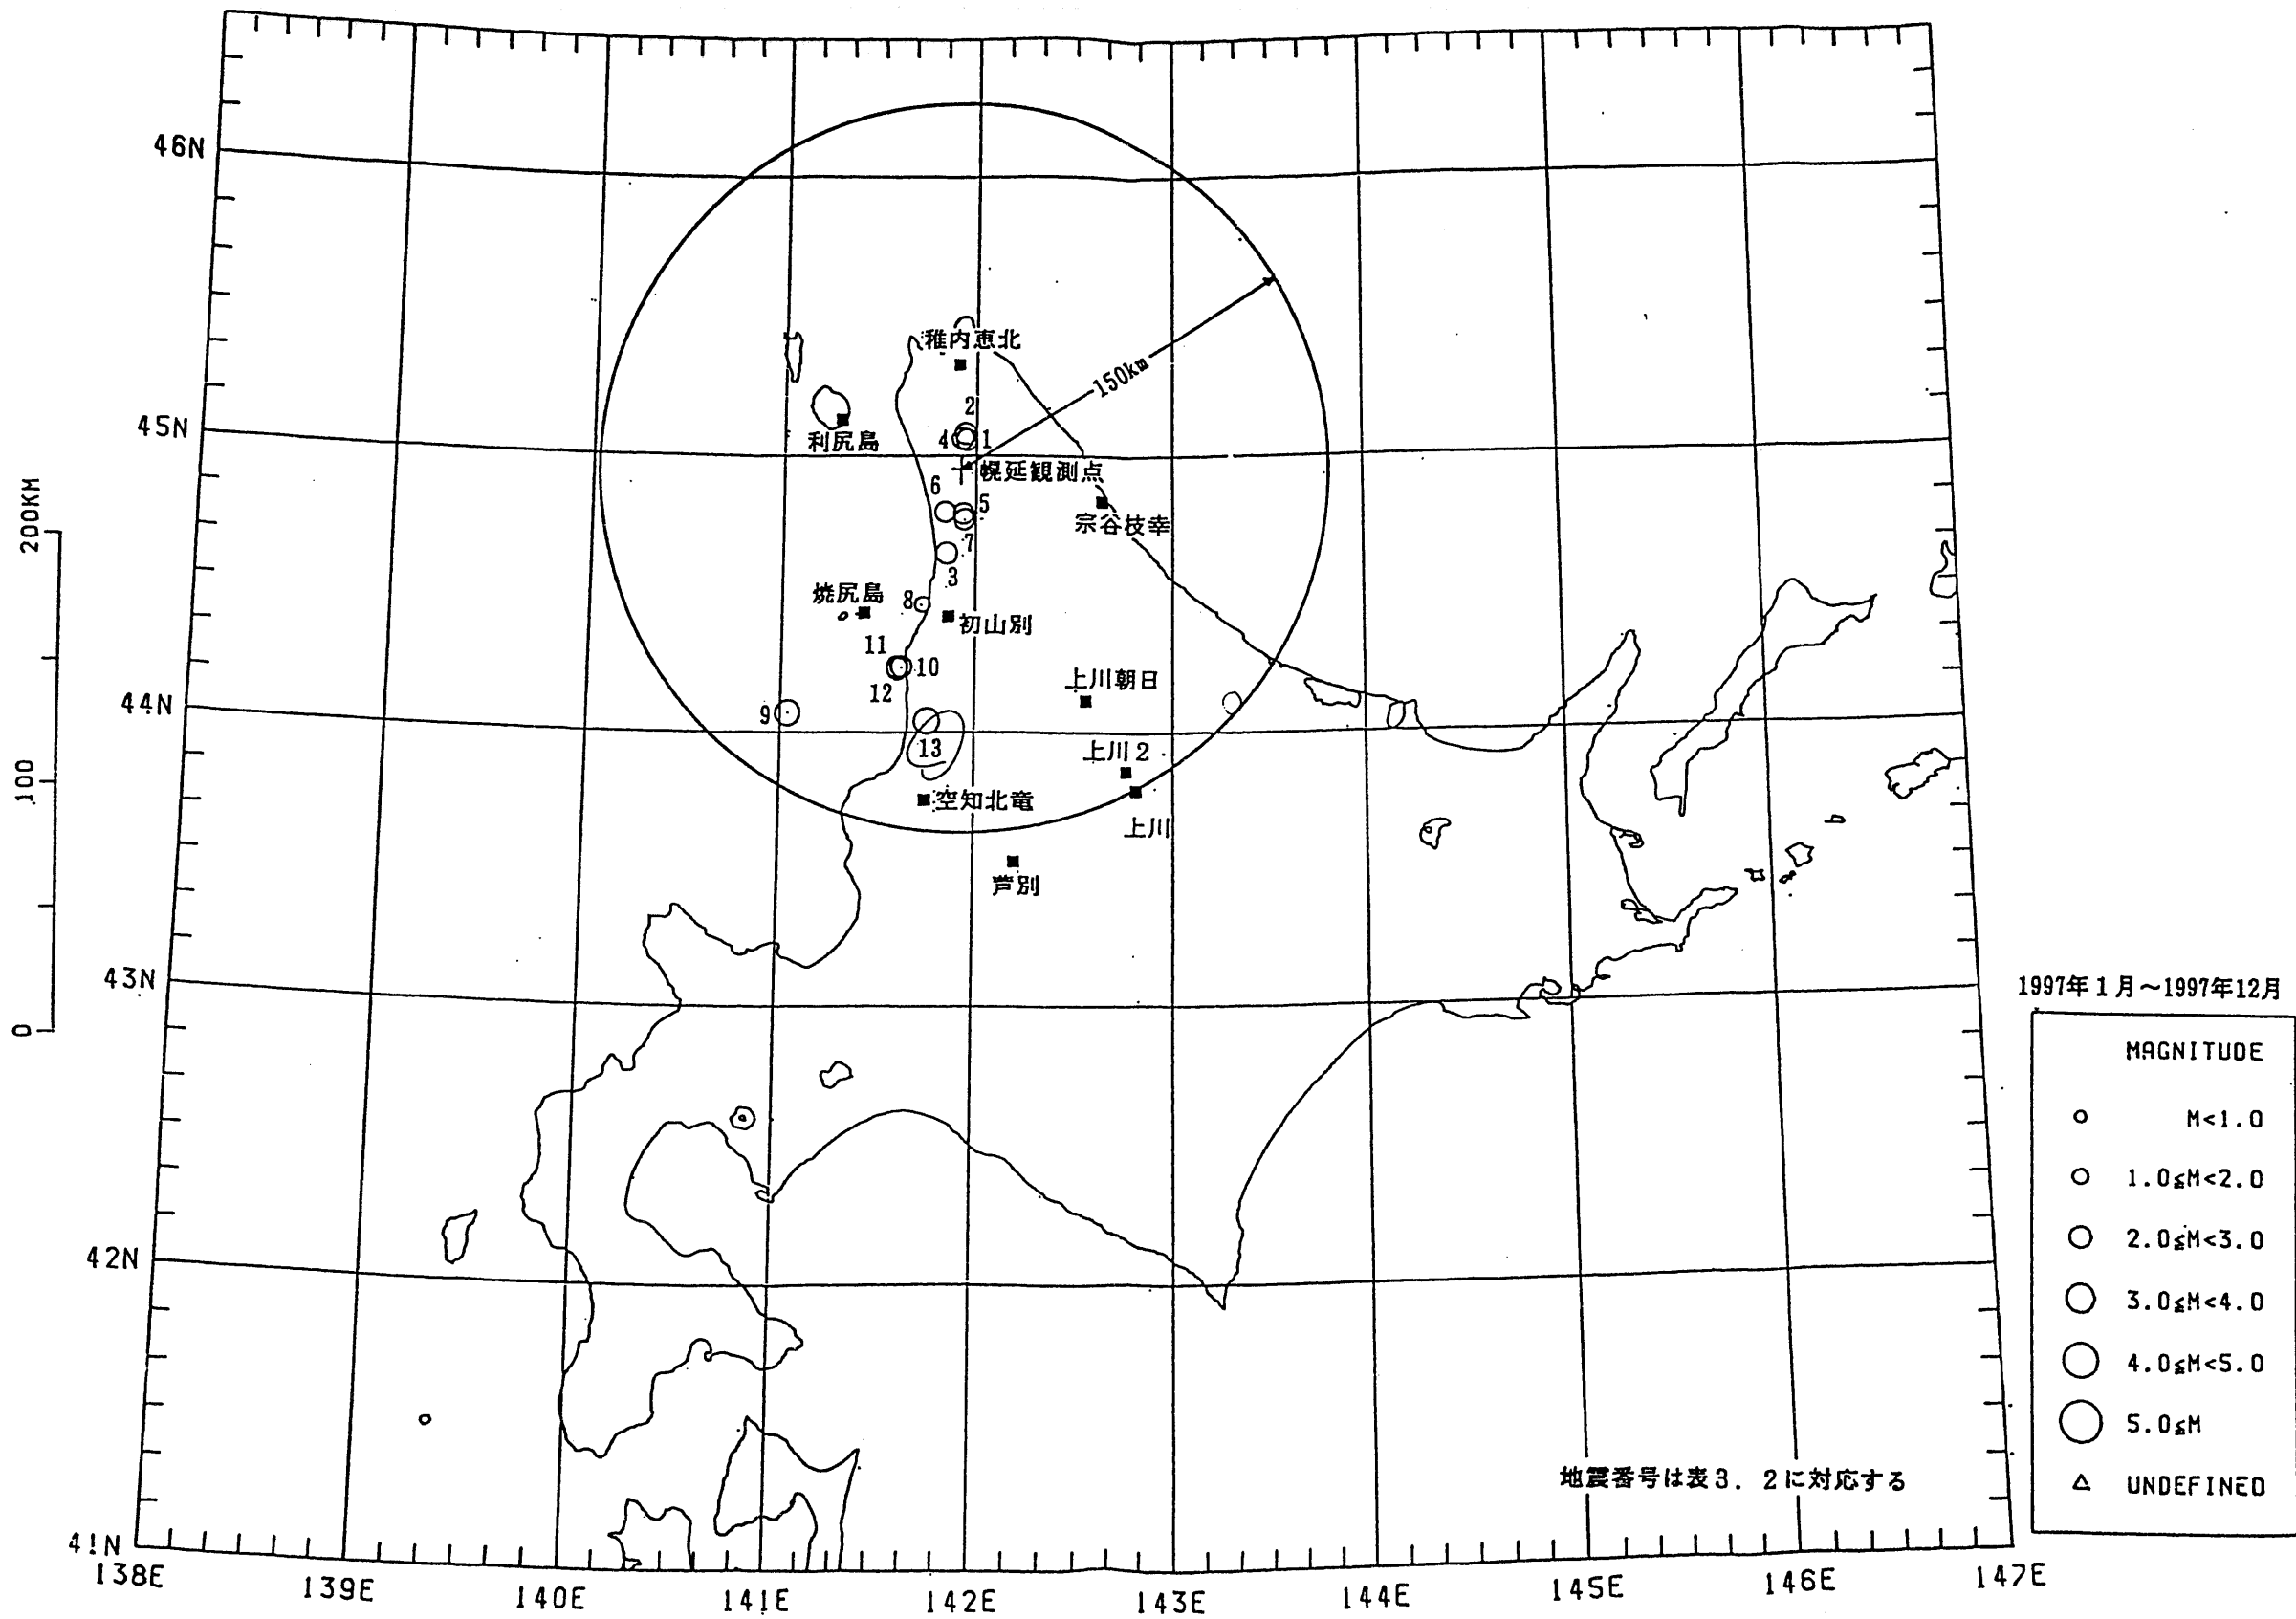 46N
稚内恵北
150km
2
45N
4
1
利尻島
幌延観測点
6
5
200KM
宗谷枝幸
7
3
焼尻島
8
初山別
11
10
上川朝日
12
44N
9
13
上川2
100
空知北竜
上川
芦別
43N
1997年1月～1997年12月
0
MAGNITUDE
M<1.0
1.0≦M<2.0
2.0≦M<3.0
42N
3.0≦M<4.0
4.0≦M<5.0
5.0≦M
地震番号は表3.2に対応する
UNDEFINED
41N
138E 139E 140E 141E 142E 143E 144E 145E 146E 147E